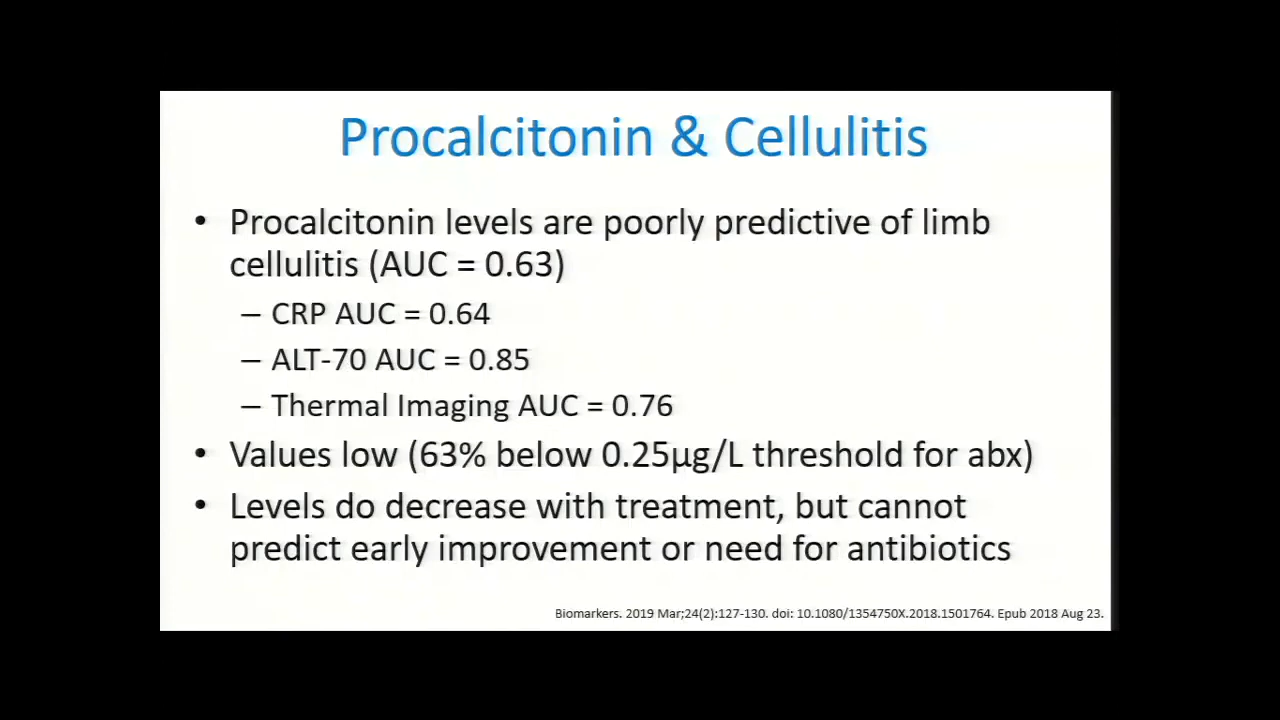 Procalcitonin & Cellulitis
• Procalcitonin levels are poorly predictive of limb
cellulitis (AUC = 0.63)
– CRP AUC = 0.64
– ALT-70 AUC = 0.85
– Thermal Imaging AUC = 0.76
• Values low (63% below 0.25µg/L threshold for abx)
• Levels do decrease with treatment, but cannot
predict early improvement or need for antibiotics
Biomarkers. 2019 Mar;24(2):127-130. doi: 10.1080/1354750X.2018.1501764. Epub 2018 Aug 23.